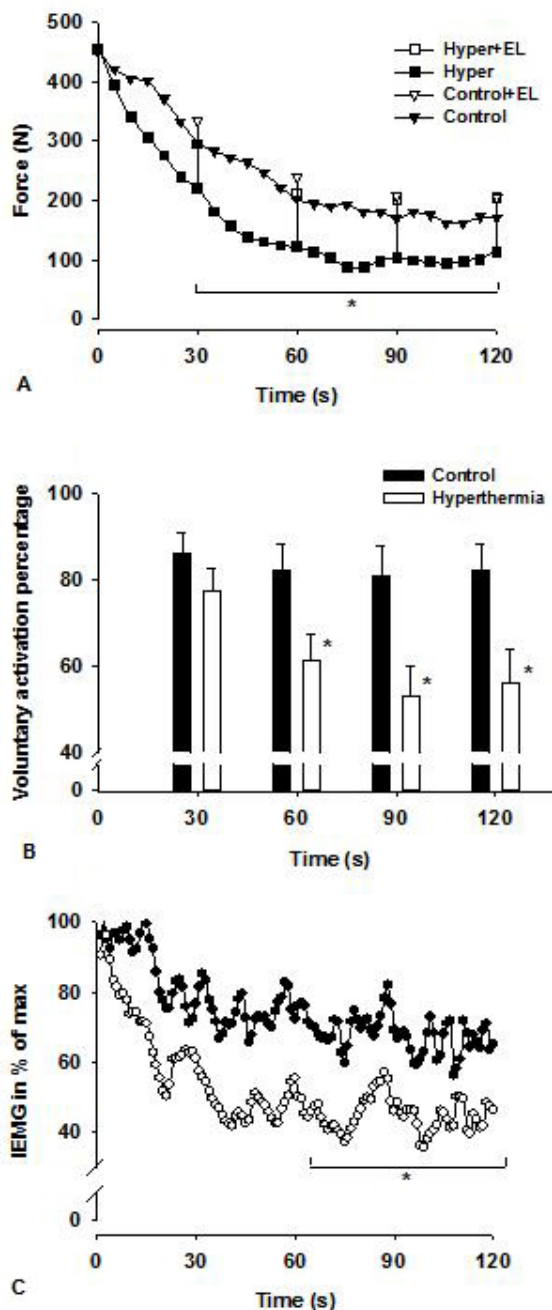 500
Hyper+EL
Hyper
400
Control+EL
Control
300
200
100
0
*
0 30 60 90 120
A
Time (s)
Force (N)
Control
Hyperthermia
100
80
60
40
0
* * *
0 30 60 90 120
B
Time (s)
Voluntary activation percentage
100
80
60
40
0
*
0 30 60 90 120
C
Time (s)
IEMG in % of max